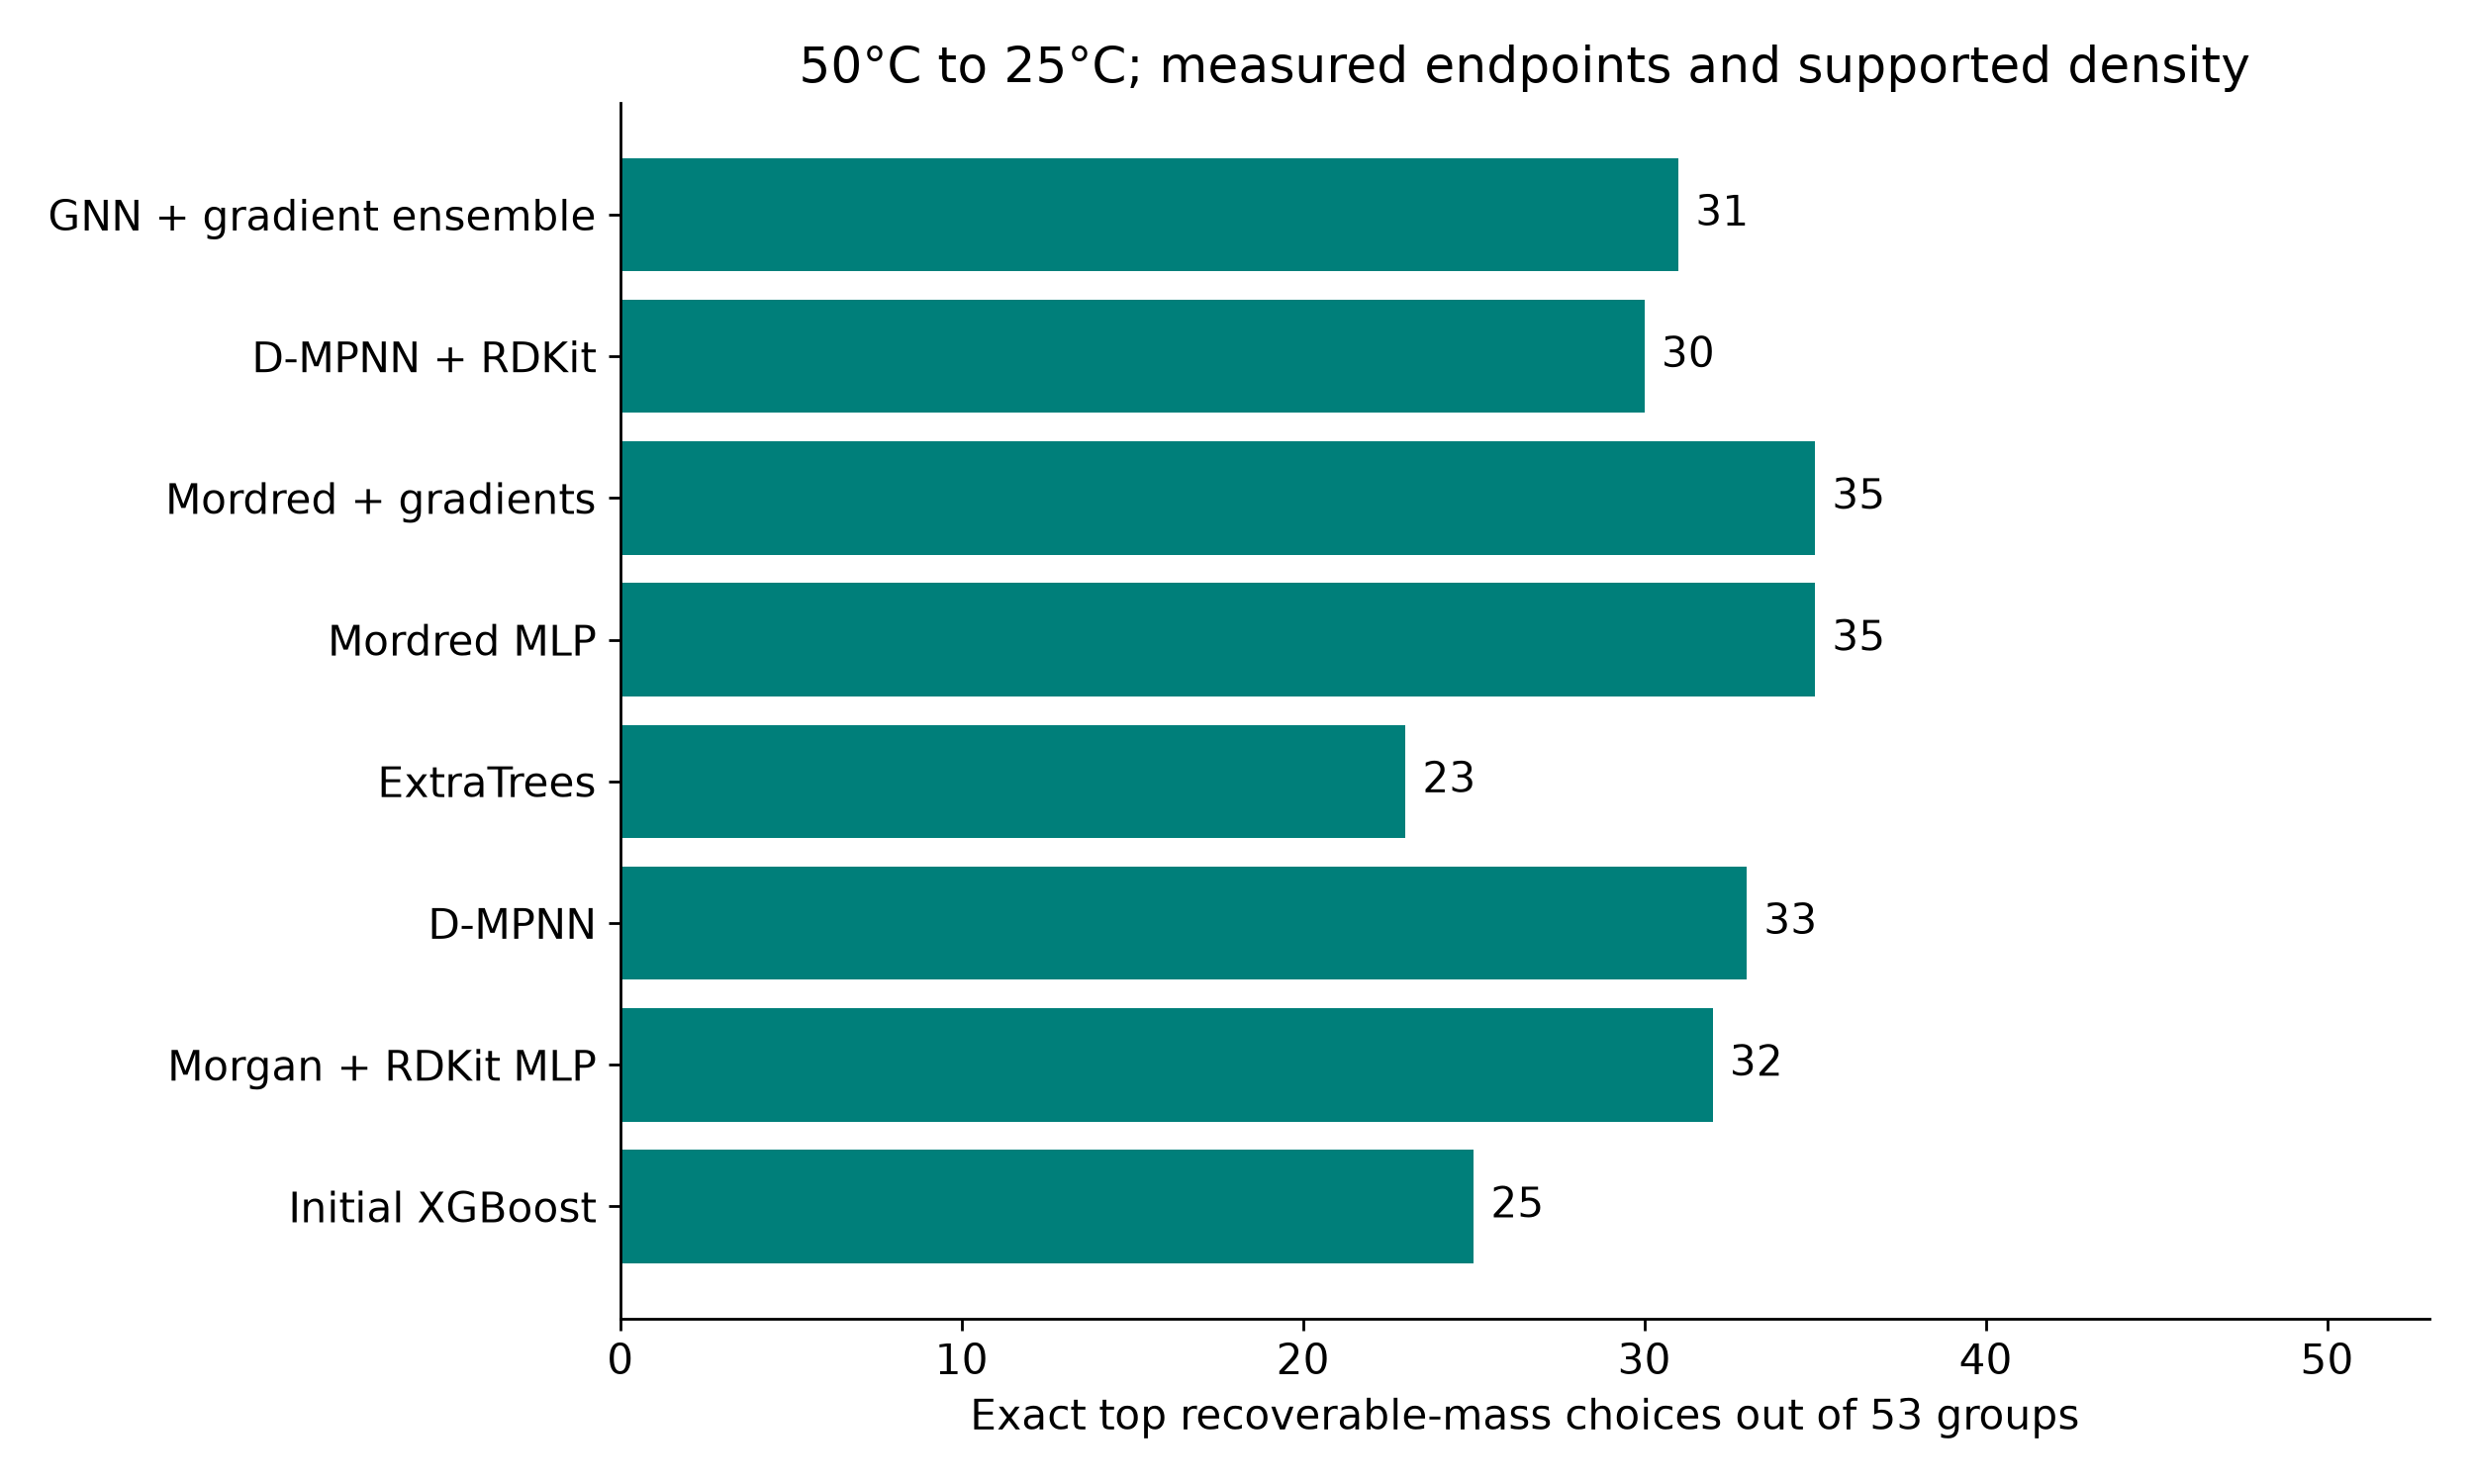 50°C to 25°C; measured endpoints and supported density
GNN + gradient ensemble
31
D-MPNN + RDKit
30
Mordred + gradients
35
Mordred MLP
35
ExtraTrees
23
D-MPNN
33
Morgan + RDKit MLP
32
Initial XGBoost
25
0 10 20 30 40 50
Exact top recoverable-mass choices out of 53 groups